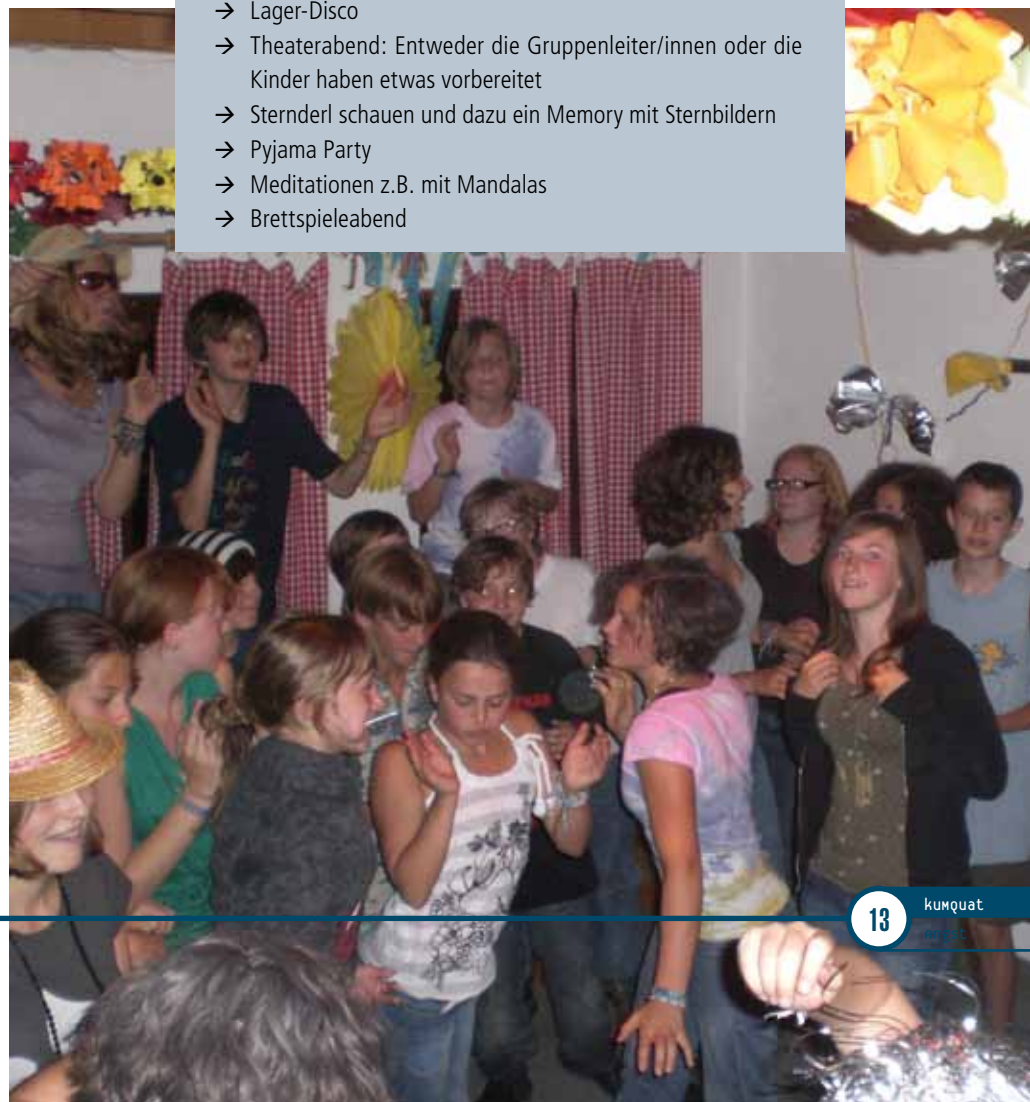 → Lager-Disco
→ Theaterabend: Entweder die Gruppenleiter/innen oder die
Kinder haben etwas vorbereitet
→ Sternderl schauen und dazu ein Memory mit Sternbildern
→ Pyjama Party
→ Meditationen z.B. mit Mandalas
→ Brettspieleabend
13
kumquat